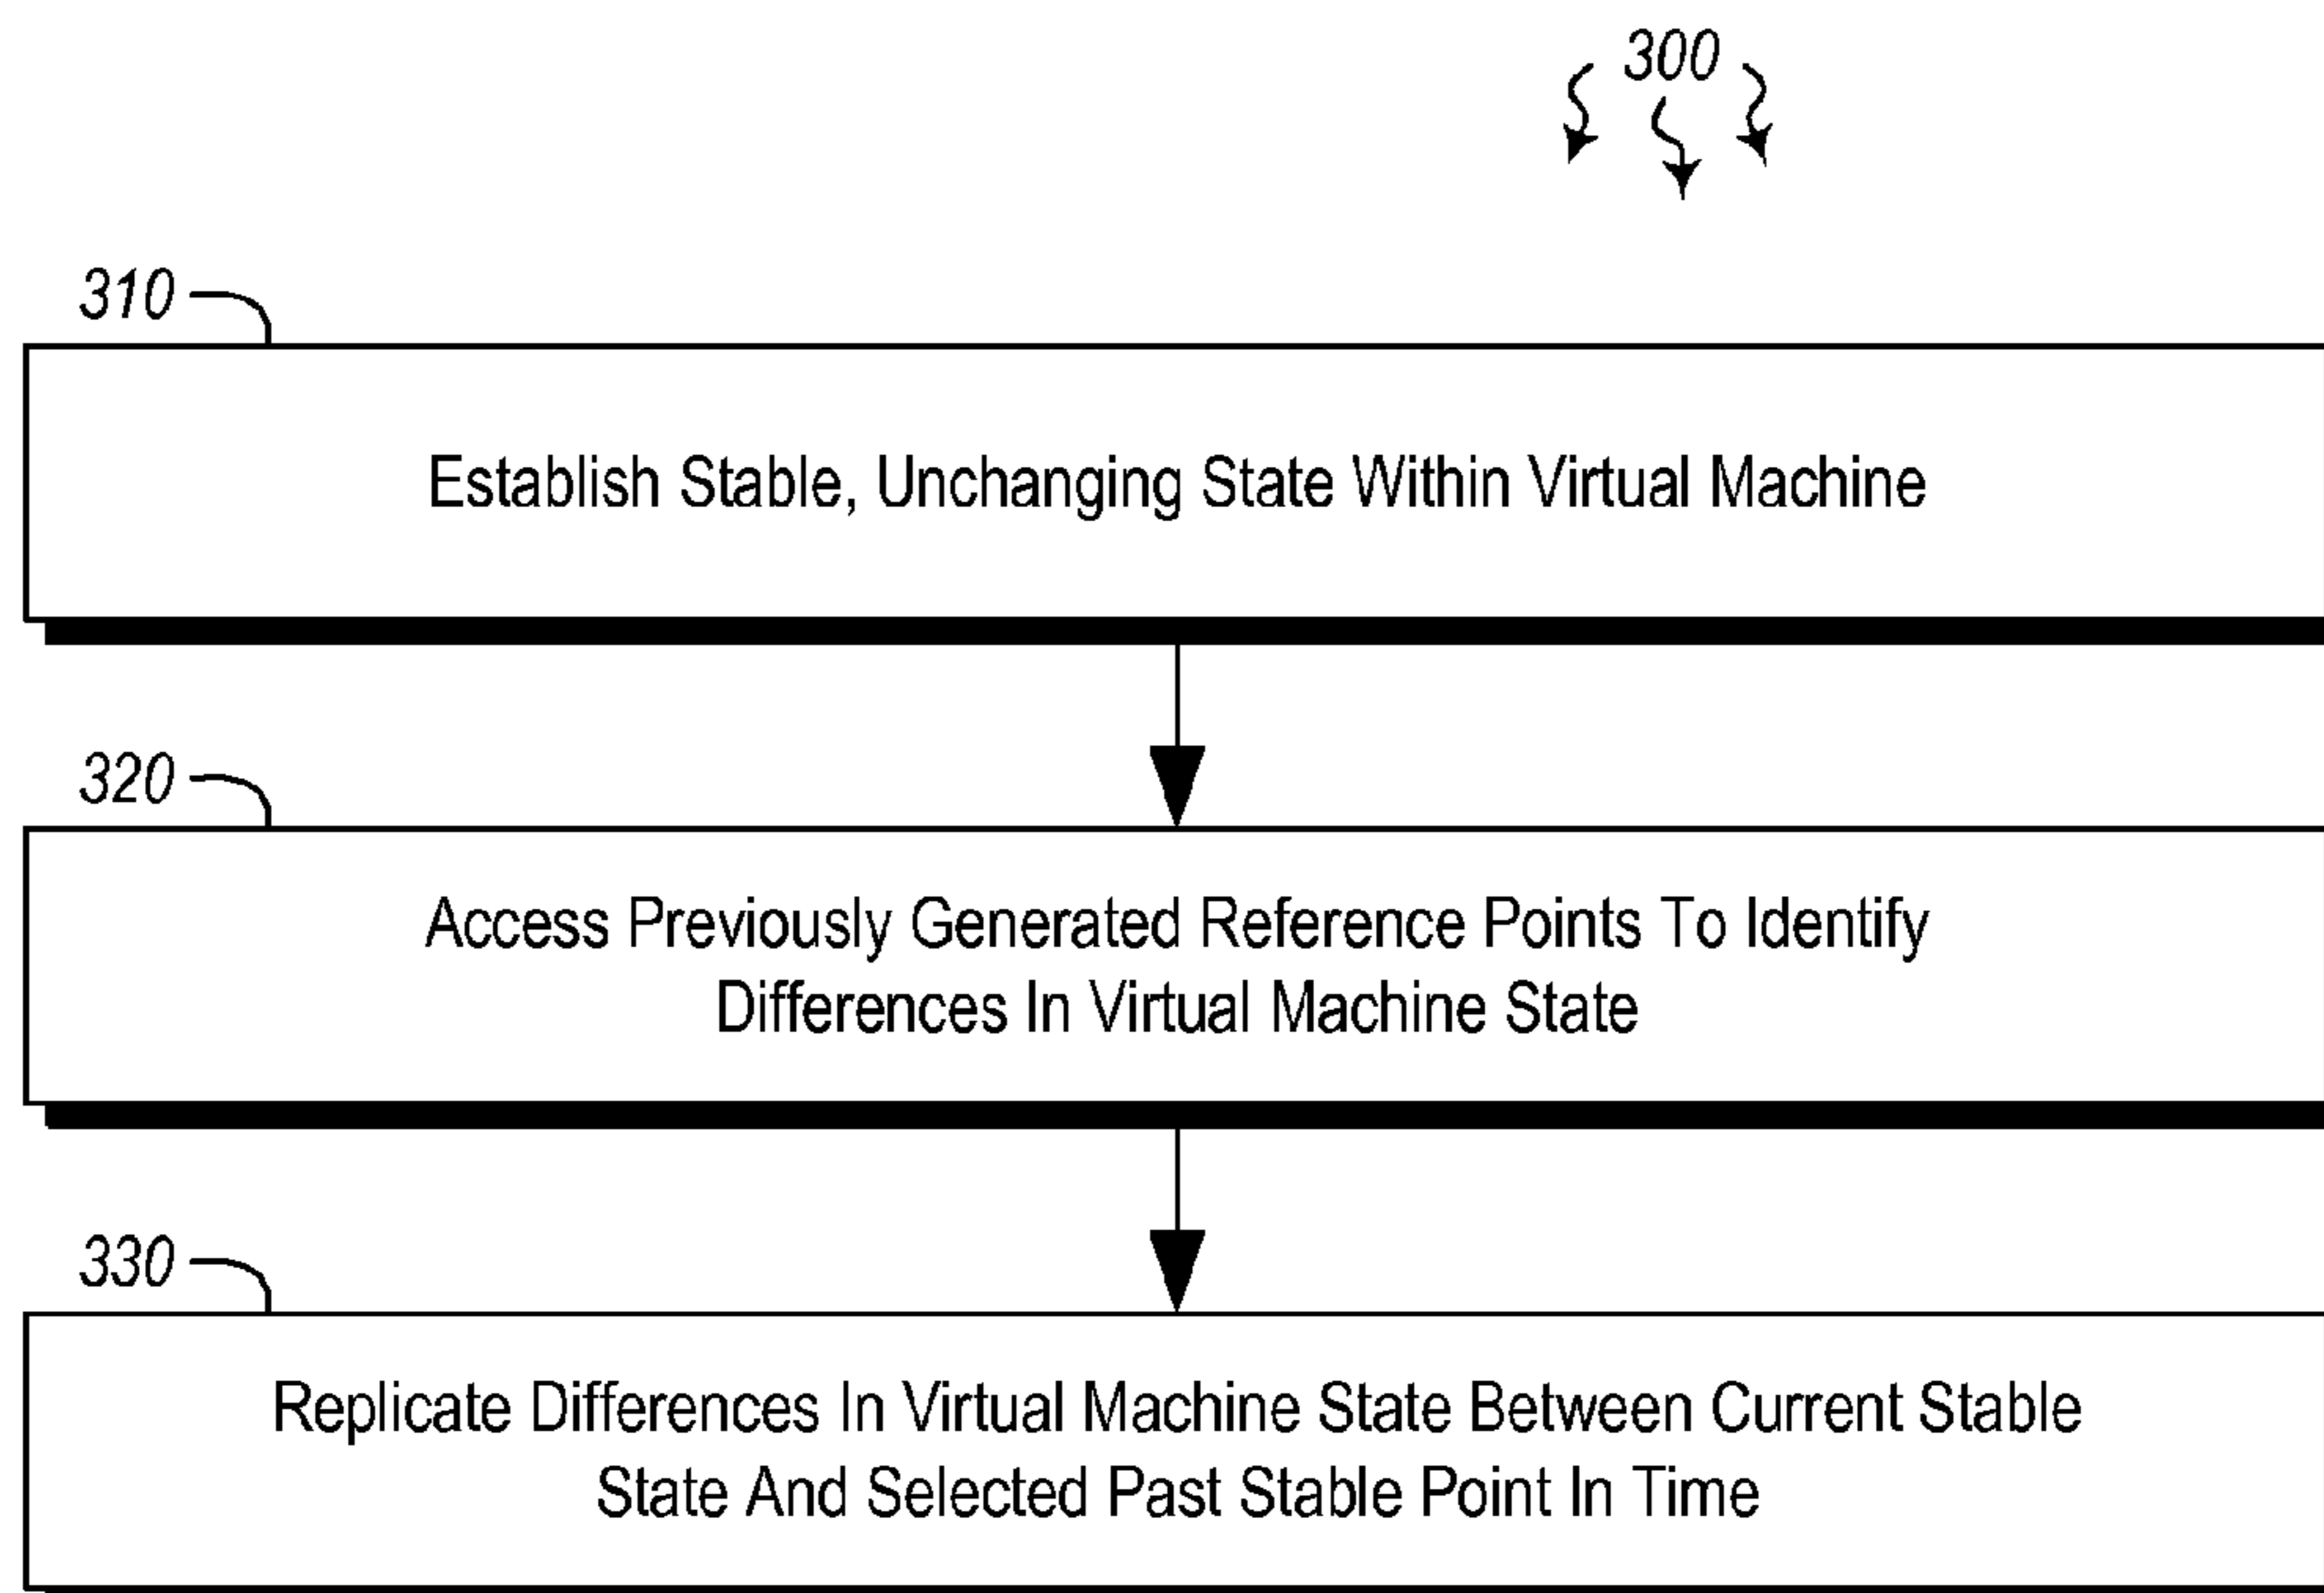 300
310
Establish Stable, Unchanging State Within Virtual Machine
320
Access Previously Generated Reference Points To Identify
Differences In Virtual Machine State
330
Replicate Differences In Virtual Machine State Between Current Stable
State And Selected Past Stable Point In Time